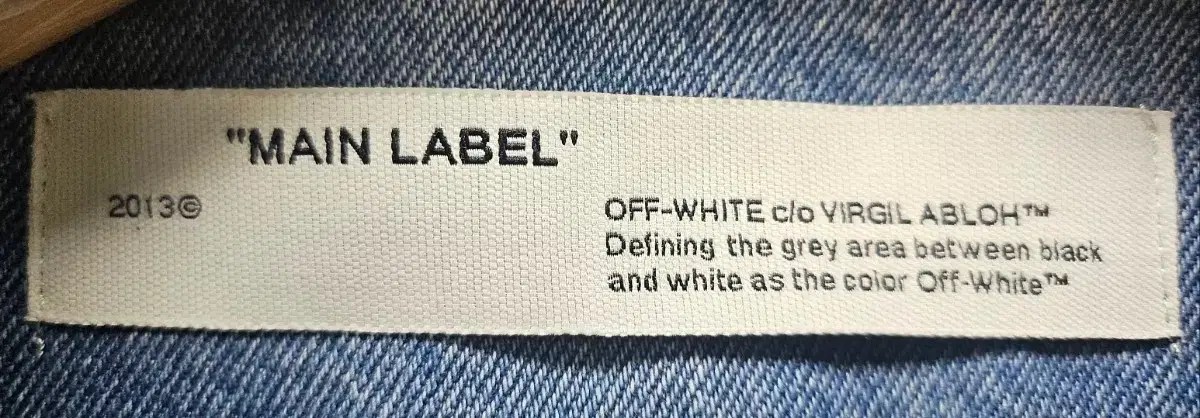 "MAIN LABEL"
2013©
OFF-WHITE c/o VIRGIL ABLOH™
Defining the grey area between black
and white as the color Off-White™